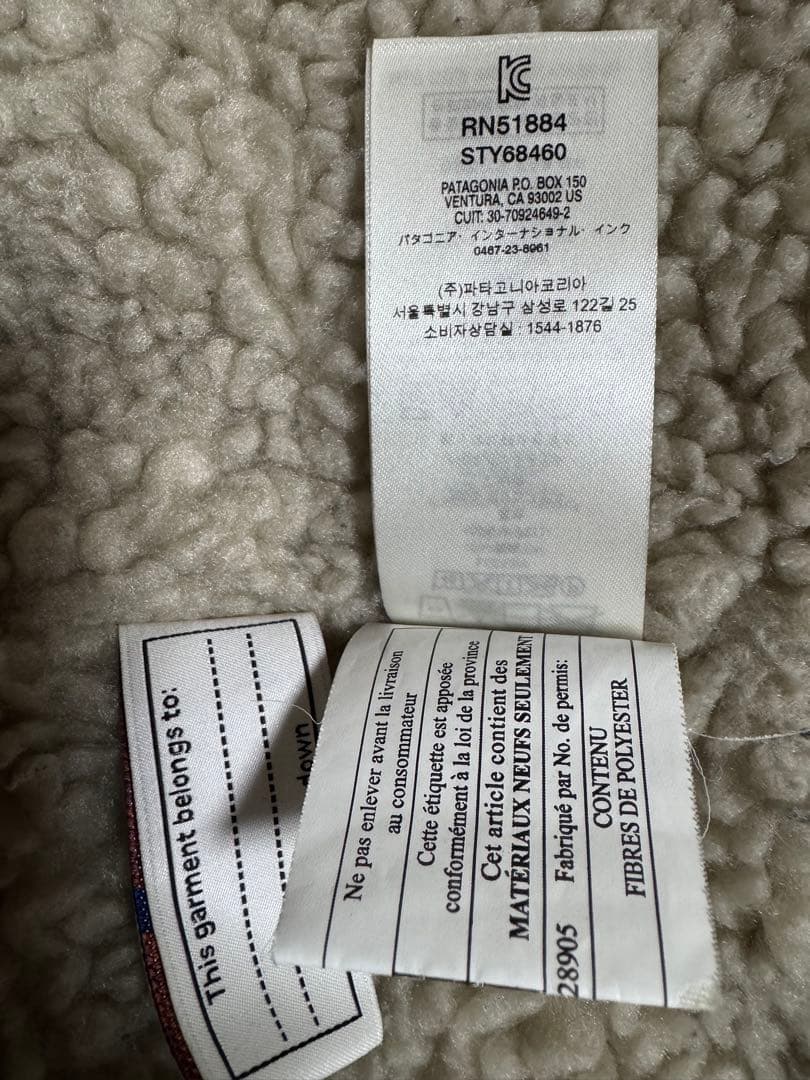 KC
RN51884
STY68460
PATAGONIA P.O. BOX 150
VENTURA, CA 93002 US
CUIT: 30-70924649-2
パタゴニア・インターナショナル・インク
0467-23-8961
(주)파타고니아코리아
서울특별시 강남구 삼성로 122길 25
소비자상담실 : 1544-1876
This garment belongs to:
down
Ne pas enlever avant la livraison
au consommateur
Cette étiquette est apposée
conformément à la loi de la province
Cet article contient des
MATÉRIAUX NEUFS SEULEMENT
Fabriqué par No. de permis:
28905
CONTENU
FIBRES DE POLYESTER